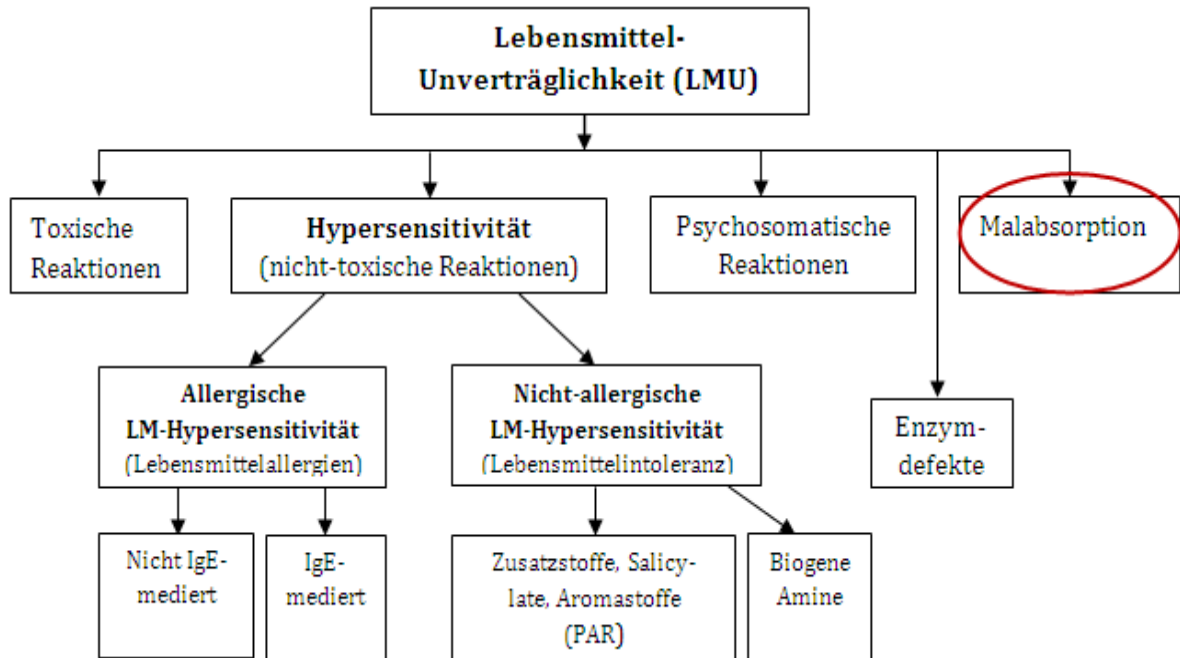 Lebensmittel-
Unverträglichkeit (LMU)
Toxische
Reaktionen
Hypersensitivität
(nicht-toxische Reaktionen)
Psychosomatische
Reaktionen
Malabsorption
Allergische
LM-Hypersensitivität
(Lebensmittelallergien)
Nicht-allergische
LM-Hypersensitivität
(Lebensmittelintoleranz)
Enzym-
defekte
Nicht IgE-
mediert
IgE-
mediert
Zusatzstoffe, Salicy-
late, Aromastoffe
(PAR)
Biogene
Amine